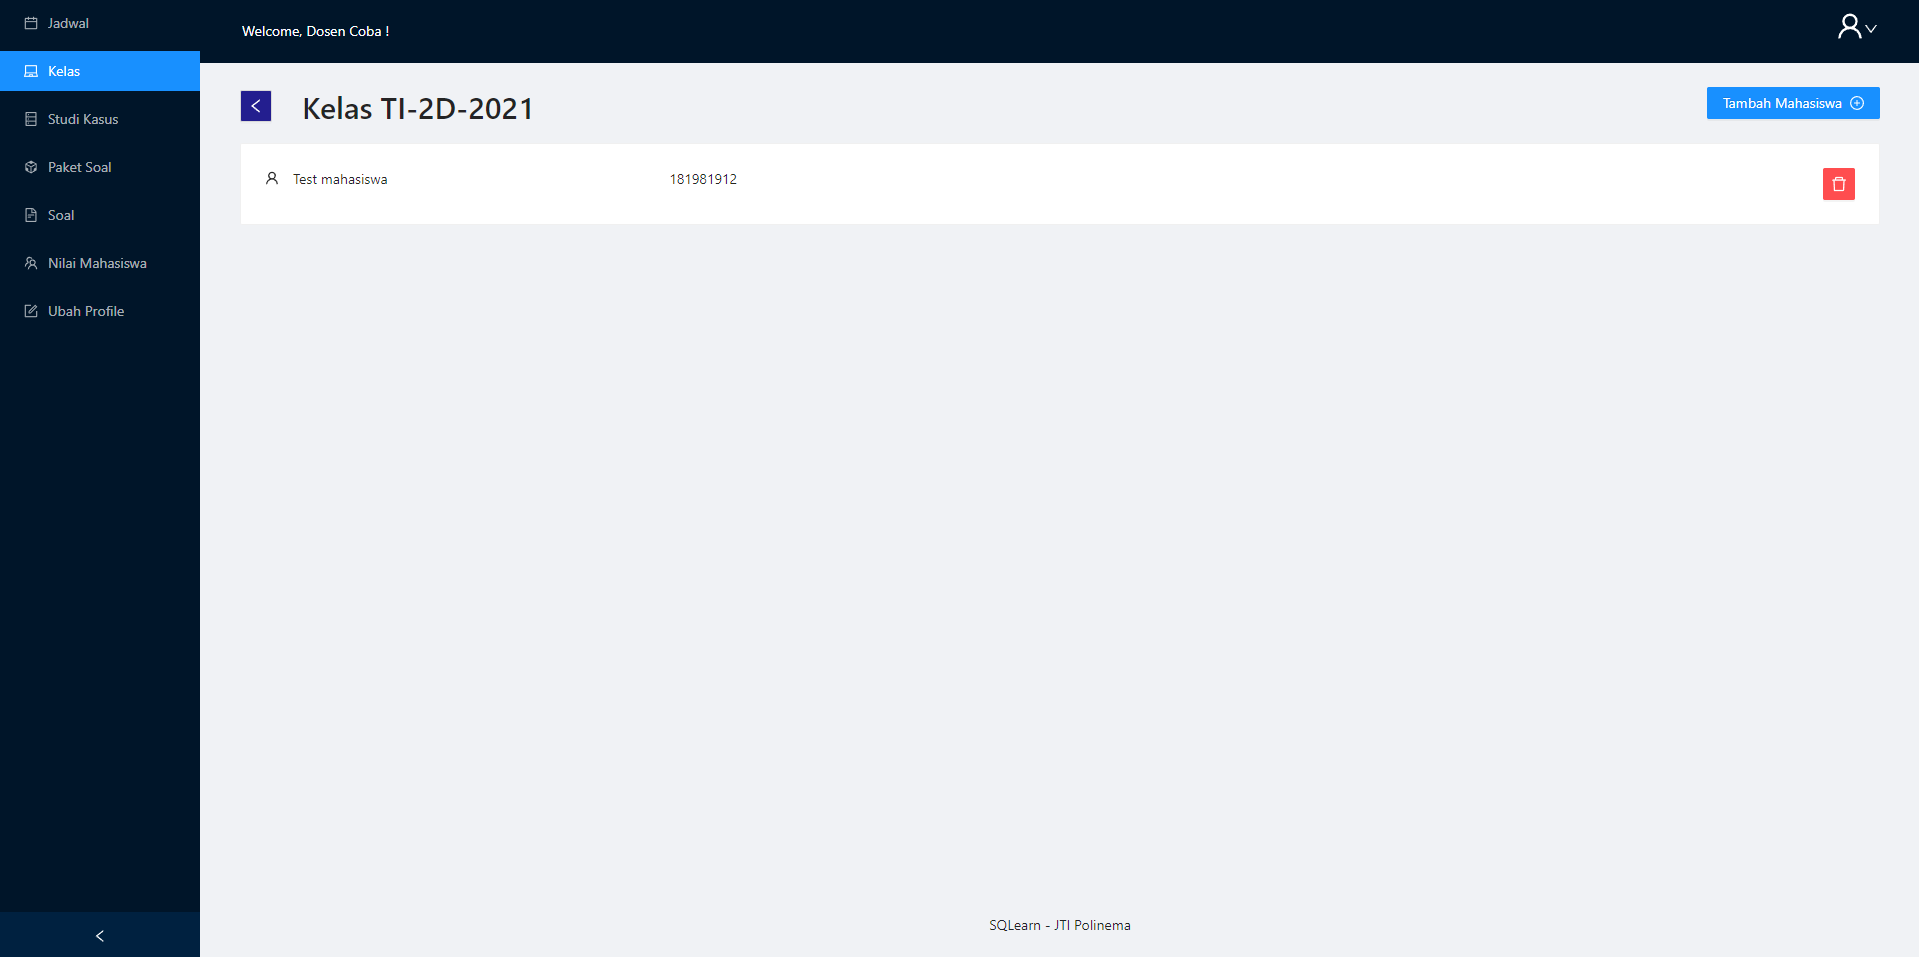 Jadwal
Kelas
Studi Kasus
Paket Soal
Soal
Nilai Mahasiswa
Ubah Profile
Welcome, Dosen Coba !
Kelas TI-2D-2021
Tambah Mahasiswa
Test mahasiswa 181981912
SQLearn - JTI Polinema